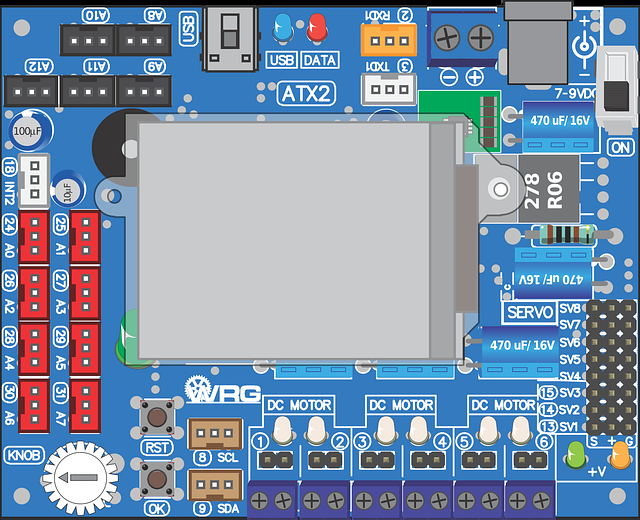 A10
A8
USB
2
RXD1
A12
A11
A9
USB
DATA
3
TXD1
ATX2
− +
+
−
7-9VDC
470 uF/ 16V
ON
100µF
18
INT2
10µF
278
R06
24
A0
25
A1
26
A2
27
A3
28
A4
29
A5
30
A6
31
A7
470 uF/ 16V
C
SERVO
SV8
SV7
SV6
SV5
SV4
15 SV3
14 SV2
13 SV1
470 uF/ 16V
WRG
DC MOTOR
DC MOTOR
DC MOTOR
1
2
3
4
5
6
S - +
+V
KNOB
RST
OK
8 SCL
9 SDA